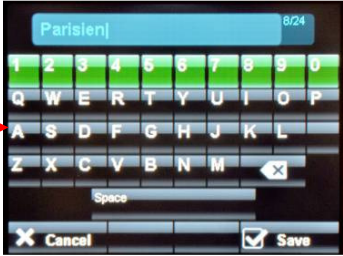 Parisien
8/24
1 2 3 4 5 6 7 8 9 0
Q W E R T Y U I O P
A S D F G H J K L
Z X C V B N M
Space
Cancel Save